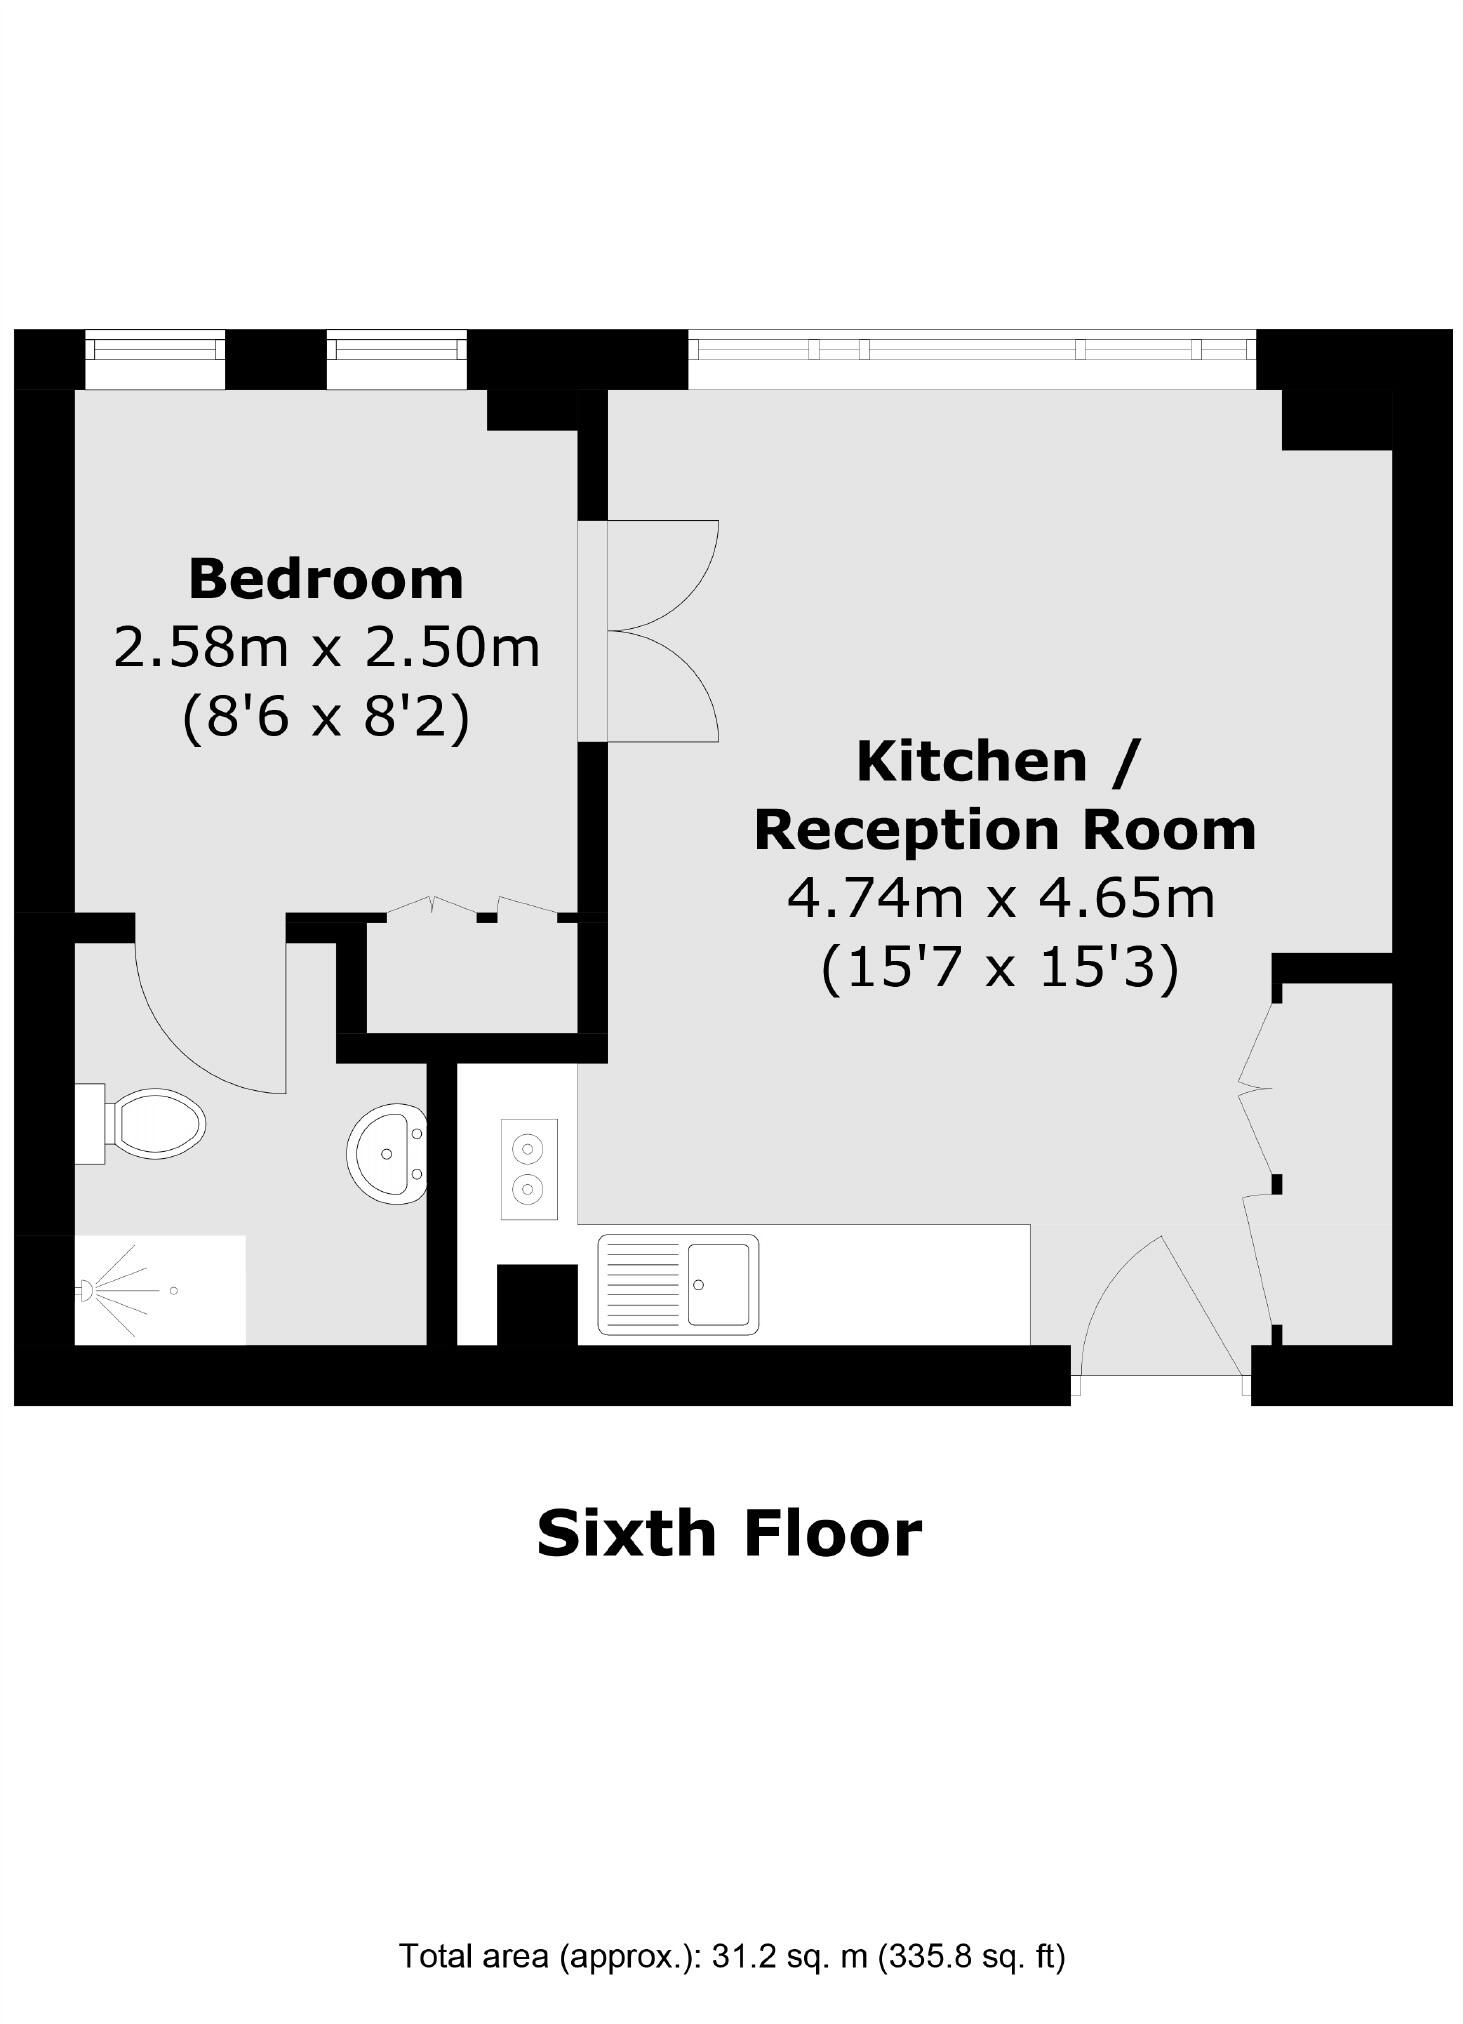 Bedroom
2.58m x 2.50m
(8'6 x 8'2)
Kitchen /
Reception Room
4.74m x 4.65m
(15'7 x 15'3)
Sixth Floor
Total area (approx.): 31.2 sq. m (335.8 sq. ft)